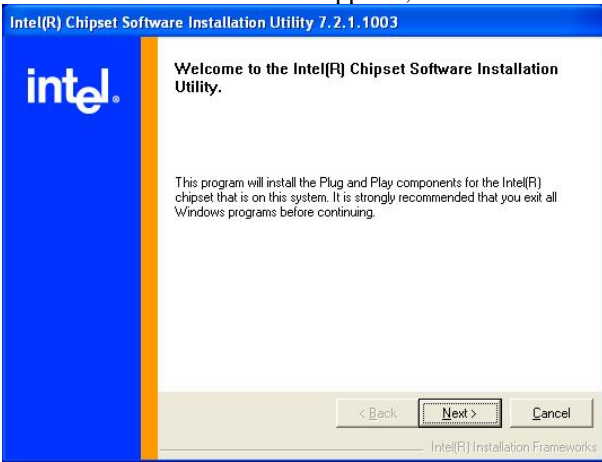 Intel(R) Chipset Software Installation Utility 7.2.1.1003
intel.
Welcome to the Intel(R) Chipset Software Installation
Utility.
This program will install the Plug and Play components for the Intel(R)
chipset that is on this system. It is strongly recommended that you exit all
Windows programs before continuing.
< Back
Next >
Cancel
Intel(R) Installation Frameworks